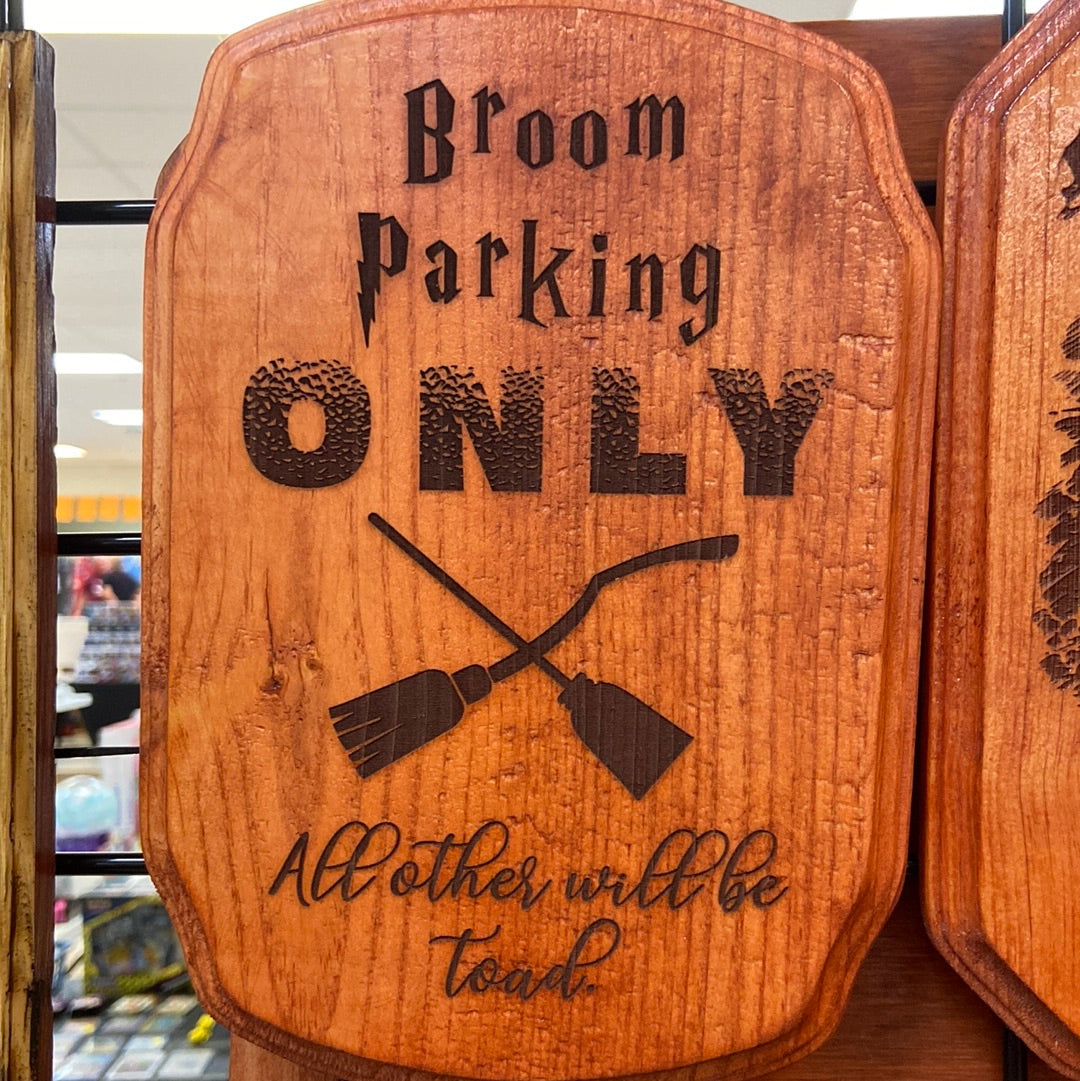 Broom
Parking
ONLY
All other will be
toad.